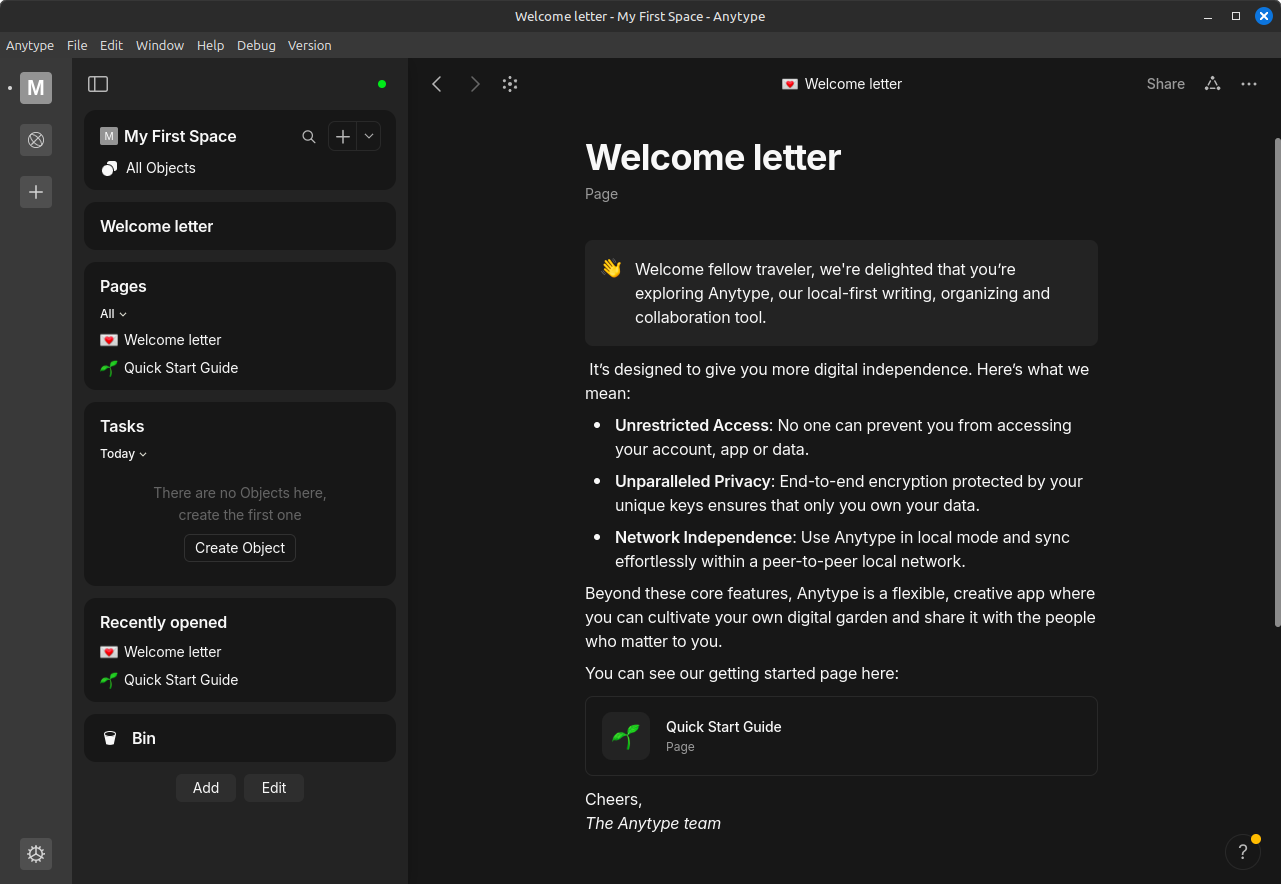 Welcome letter - My First Space - Anytype
Anytype File Edit Window Help Debug Version
M
M My First Space
All Objects
Welcome letter
Pages
All
Welcome letter
Quick Start Guide
Tasks
Today
There are no Objects here,
create the first one
Create Object
Recently opened
Welcome letter
Quick Start Guide
Bin
Add Edit
Welcome letter
Share
Welcome letter
Page
👋 Welcome fellow traveler, we're delighted that you’re
exploring Anytype, our local-first writing, organizing and
collaboration tool.
It’s designed to give you more digital independence. Here’s what we
mean:
• Unrestricted Access: No one can prevent you from accessing
your account, app or data.
• Unparalleled Privacy: End-to-end encryption protected by your
unique keys ensures that only you own your data.
• Network Independence: Use Anytype in local mode and sync
effortlessly within a peer-to-peer local network.
Beyond these core features, Anytype is a flexible, creative app where
you can cultivate your own digital garden and share it with the people
who matter to you.
You can see our getting started page here:
Quick Start Guide
Page
Cheers,
The Anytype team
?